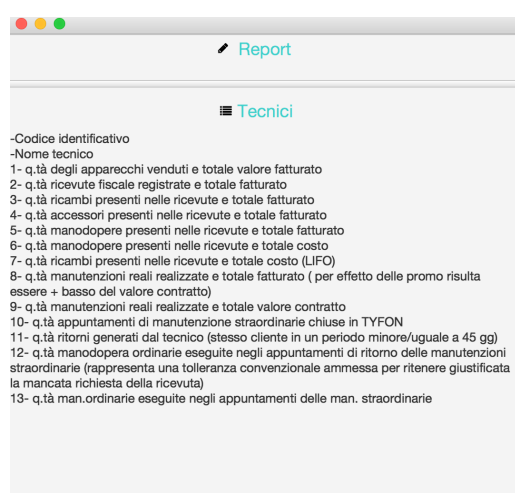 Report
Tecnici
-Codice identificativo
-Nome tecnico
1- q.tà degli apparecchi venduti e totale valore fatturato
2- q.tà ricevute fiscale registrate e totale fatturato
3- q.tà ricambi presenti nelle ricevute e totale fatturato
4- q.tà accessori presenti nelle ricevute e totale fatturato
5- q.tà manodopere presenti nelle ricevute e totale fatturato
6- q.tà manodopere presenti nelle ricevute e totale costo
7- q.tà ricambi presenti nelle ricevute e totale costo (LIFO)
8- q.tà manutenzioni reali realizzate e totale fatturato ( per effetto delle promo risulta
essere + basso del valore contratto)
9- q.tà manutenzioni reali realizzate e totale valore contratto
10- q.tà appuntamenti di manutenzione straordinarie chiuse in TYFON
11- q.tà ritorni generati dal tecnico (stesso cliente in un periodo minore/uguale a 45 gg)
12- q.tà manodopera ordinarie eseguite negli appuntamenti di ritorno delle manutenzioni
straordinarie (rappresenta una tolleranza convenzionale ammessa per ritenere giustificata
la mancata richiesta della ricevuta)
13- q.tà man.ordinarie eseguite negli appuntamenti delle man. straordinarie